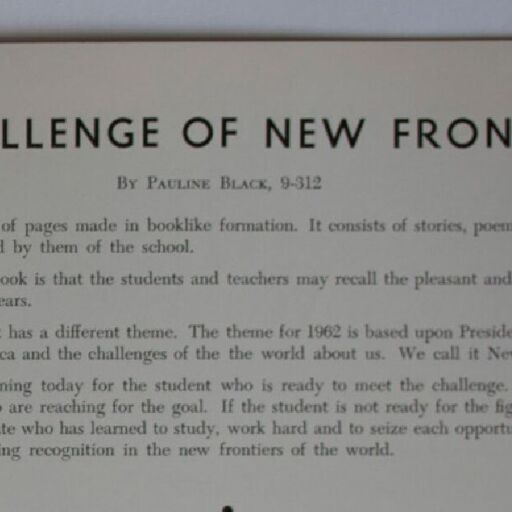 LLENGE OF NEW FRON
BY PAULINE BLACK, 9-312
of pages made in booklike formation. It consists of stories, poem
by them of the school.
ook is that the students and teachers may recall the pleasant and
ears.
has a different theme. The theme for 1962 is based upon Preside
ca and the challenges of the the world about us. We call it Ne
ning today for the student who is ready to meet the challenge.
are reaching for the goal. If the student is not ready for the fig
te who has learned to study, work hard and to seize each opportu
ing recognition in the new frontiers of the world.